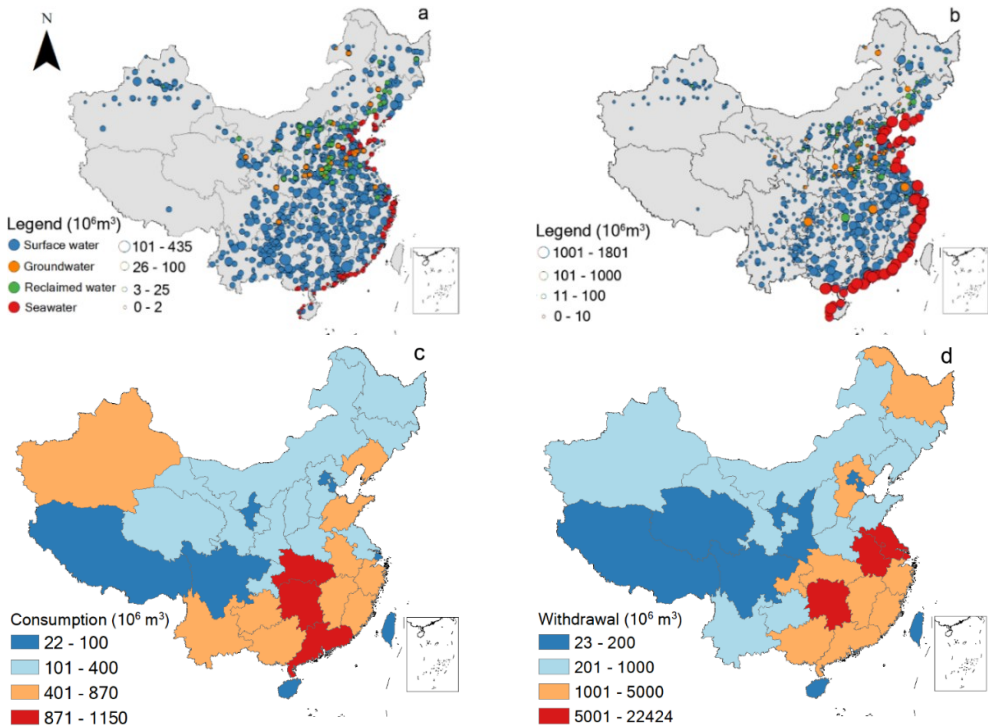 N
a
b
Legend (10⁶m³)
Surface water
101 - 435
Groundwater
26 - 100
Reclaimed water
3 - 25
Seawater
0 - 2
Legend (10⁶m³)
1001 - 1801
101 - 1000
11 - 100
0 - 10
c
d
Consumption (10⁶ m³)
22 - 100
101 - 400
401 - 870
871 - 1150
Withdrawal (10⁶ m³)
23 - 200
201 - 1000
1001 - 5000
5001 - 22424